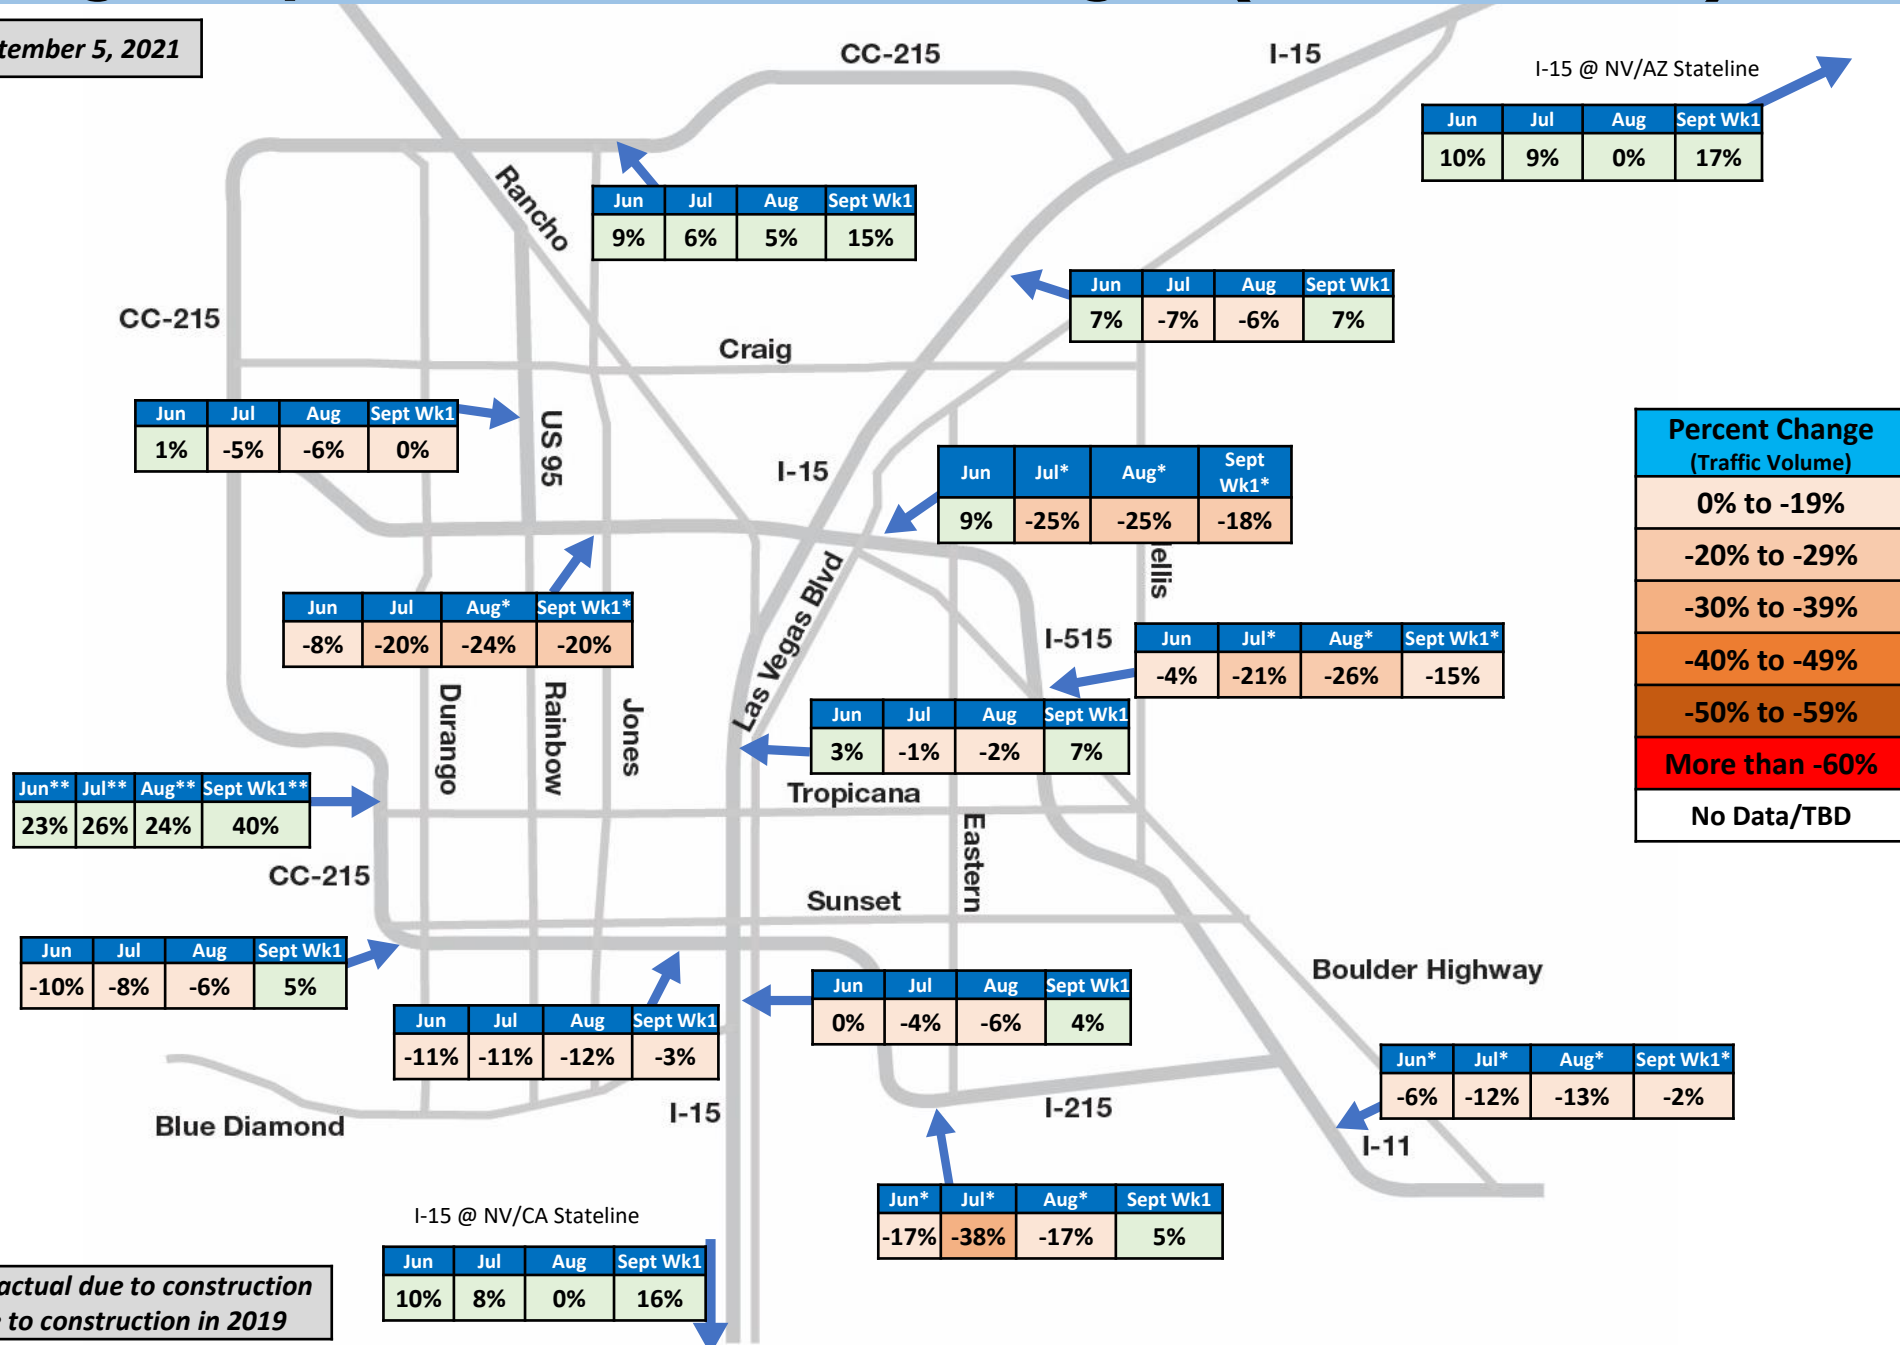 CC-215
I-15
I-15 @ NV/AZ Stateline
Jun Jul Aug Sept Wk1
10% 9% 0% 17%
Rancho
Jun Jul Aug Sept Wk1
9% 6% 5% 15%
Jun Jul Aug Sept Wk1
7% -7% -6% 7%
CC-215
Craig
Jun Jul Aug Sept Wk1
1% -5% -6% 0%
US 95
I-15
Jun Jul* Aug* Sept
Wk1*
9% -25% -25% -18%
Percent Change
(Traffic Volume)
0% to -19%
-20% to -29%
-30% to -39%
-40% to -49%
-50% to -59%
More than -60%
No Data/TBD
Las Vegas Blvd
Jun Jul Aug* Sept Wk1*
-8% -20% -24% -20%
I-515
Jun Jul* Aug* Sept Wk1*
-4% -21% -26% -15%
Durango
Rainbow
Jones
Jun Jul Aug Sept Wk1
3% -1% -2% 7%
Jun** Jul** Aug** Sept Wk1**
23% 26% 24% 40%
Tropicana
Eastern
CC-215
Sunset
Jun Jul Aug Sept Wk1
-10% -8% -6% 5%
Boulder Highway
Jun Jul Aug Sept Wk1
0% -4% -6% 4%
Jun Jul Aug Sept Wk1
-11% -11% -12% -3%
Jun* Jul* Aug* Sept Wk1*
-6% -12% -13% -2%
Blue Diamond
I-15
I-215
I-11
Jun* Jul* Aug* Sept Wk1
-17% -38% -17% 5%
I-15 @ NV/CA Stateline
Jun Jul Aug Sept Wk1
10% 8% 0% 16%
5, 2021
actual due to construction
to construction in 2019